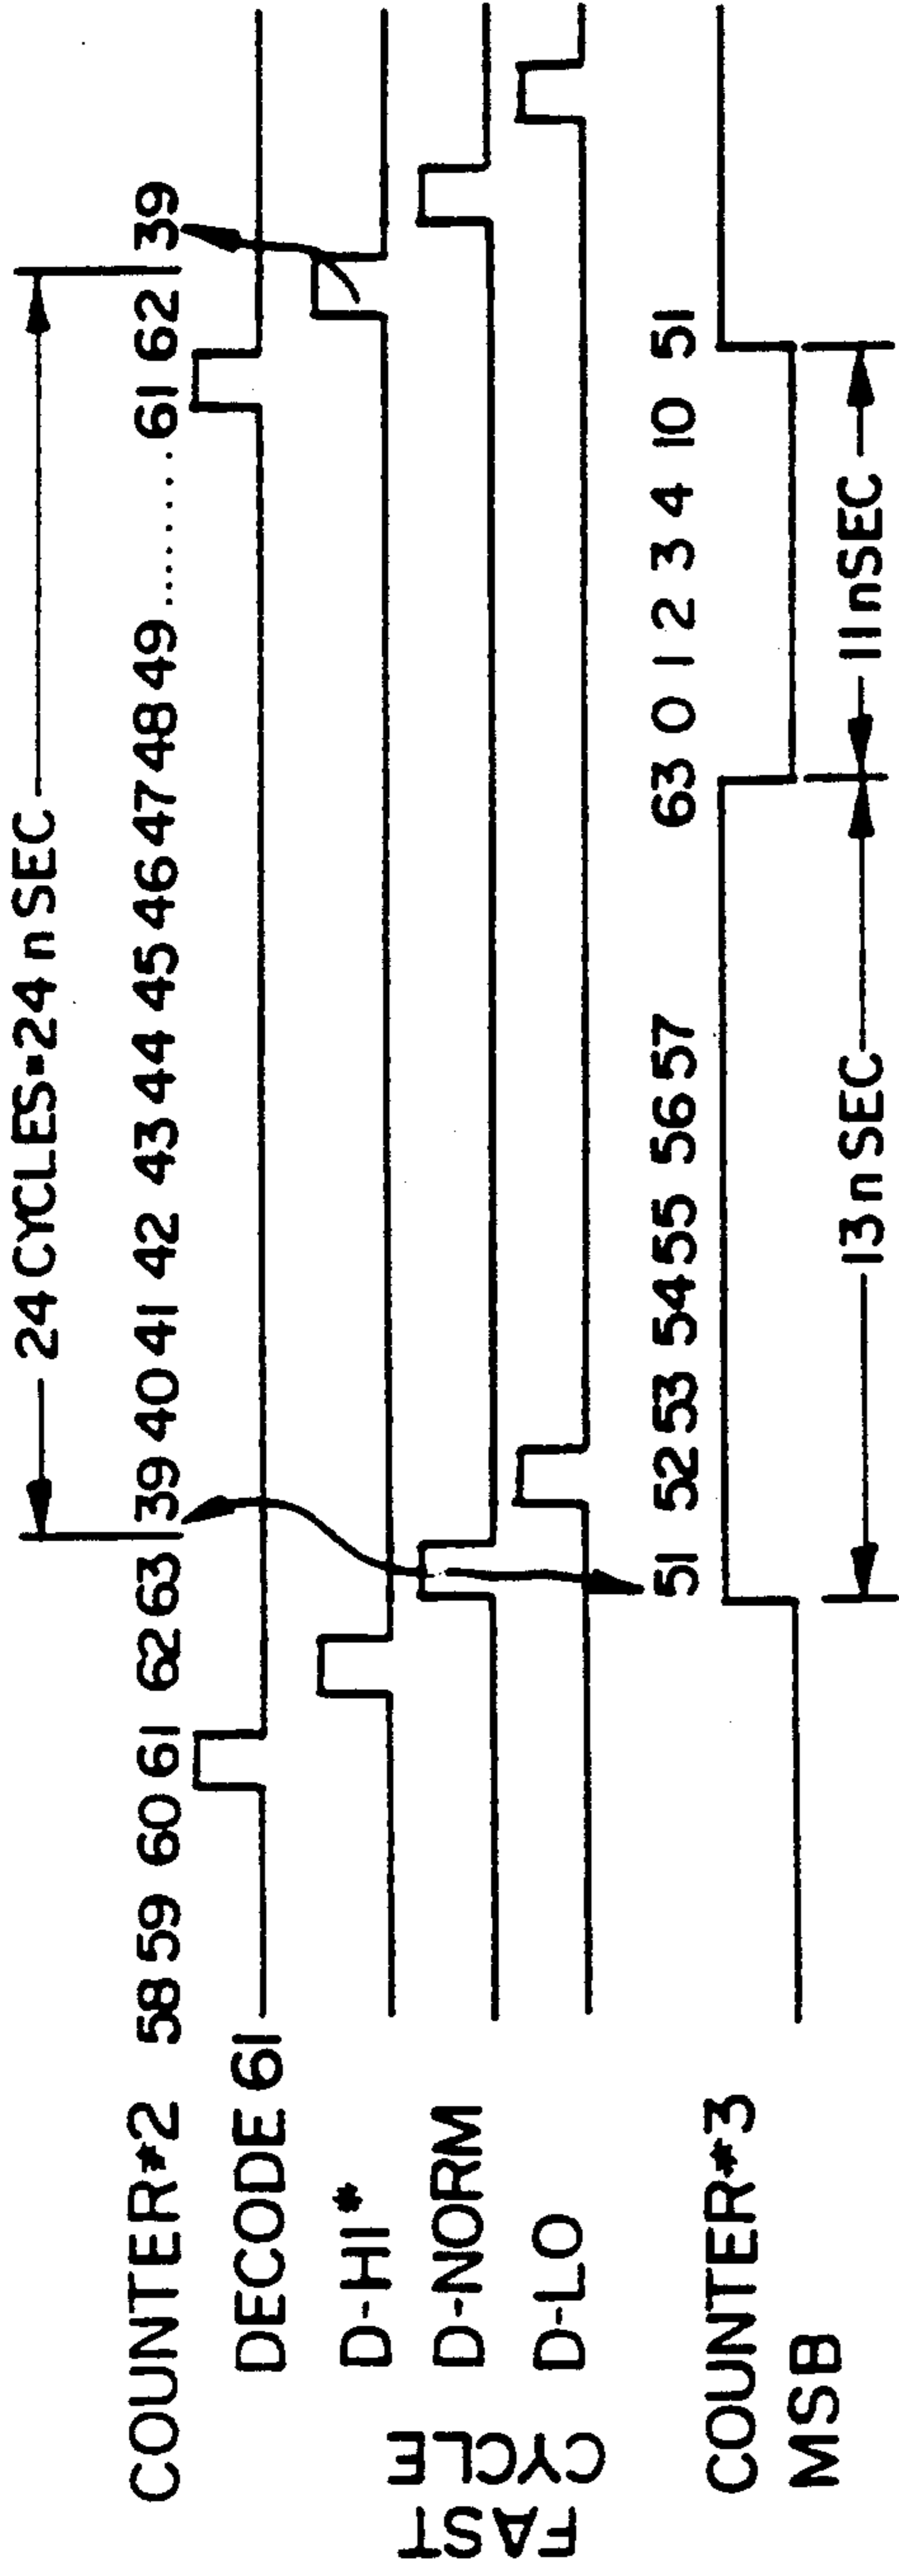 24 CYCLES=24 n SEC
COUNTER#2 58 59 60 61 62 63 39 40 41 42 43 44 45 46 47 48 49.......61 62 39
DECODE 61
FAST CYCLE
D-HI*
D-NORM
D-LO
COUNTER#3 51 52 53 54 55 56 57 63 0 1 2 3 4 10 51
MSB
13 n SEC 11 n SEC